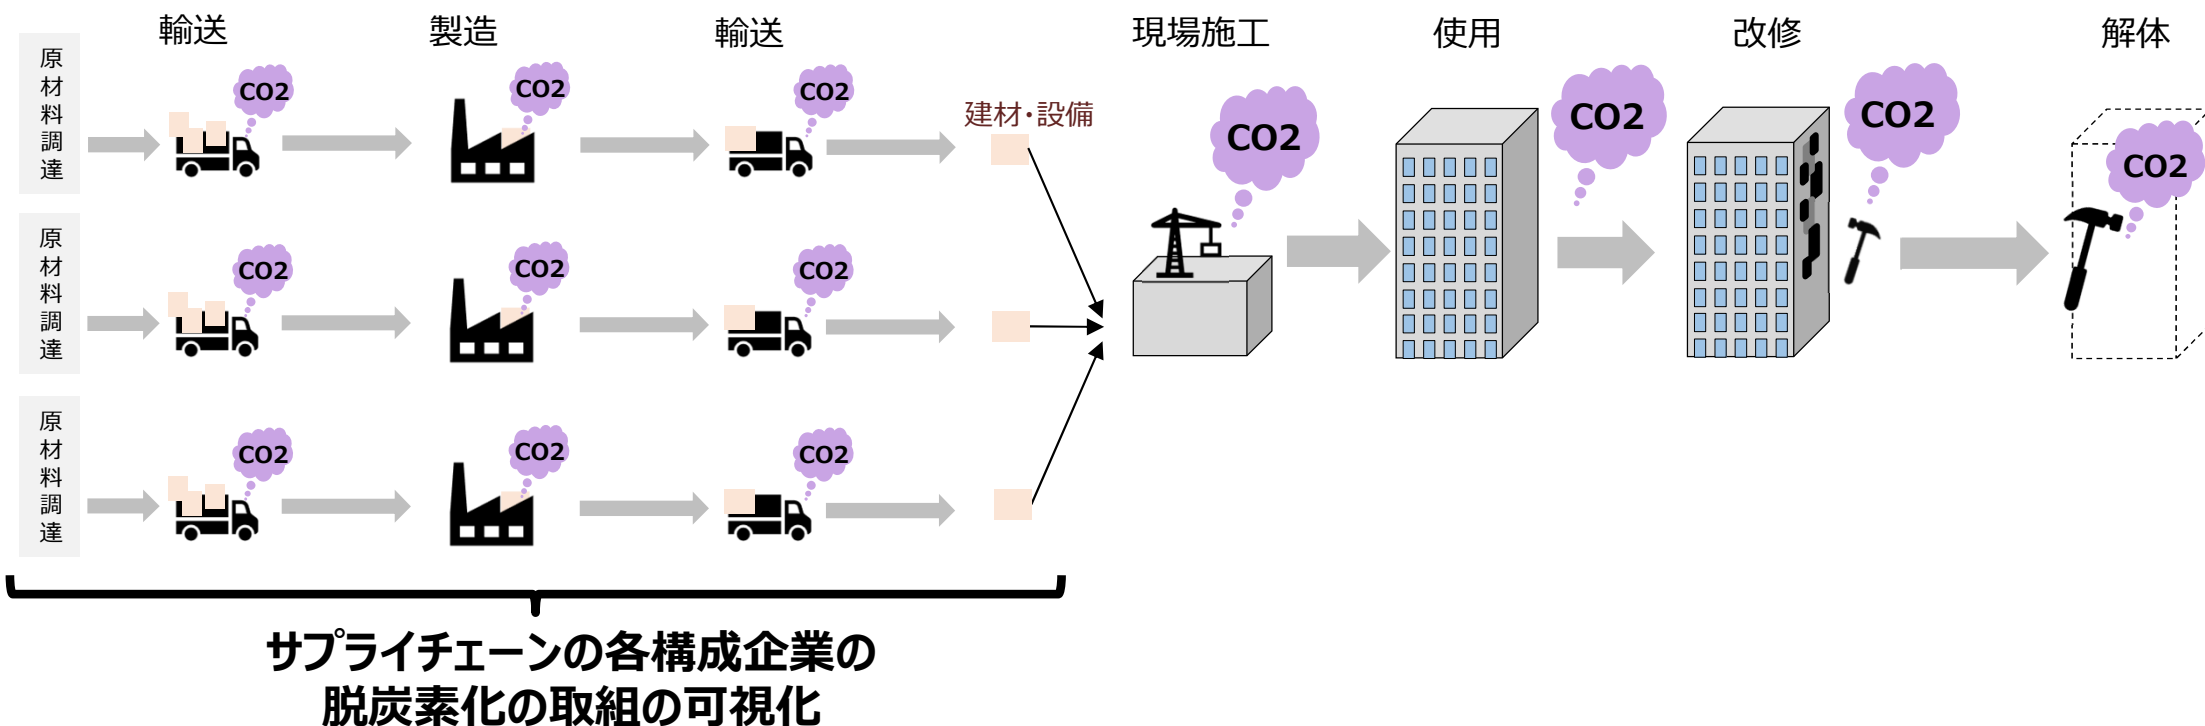 輸送
製造
輸送
現場施工
使用
改修
解体
原材料調達
CO2
CO2
CO2
建材・設備
CO2
CO2
CO2
CO2
原材料調達
CO2
CO2
CO2
原材料調達
CO2
CO2
CO2
サプライチェーンの各構成企業の
脱炭素化の取組の可視化